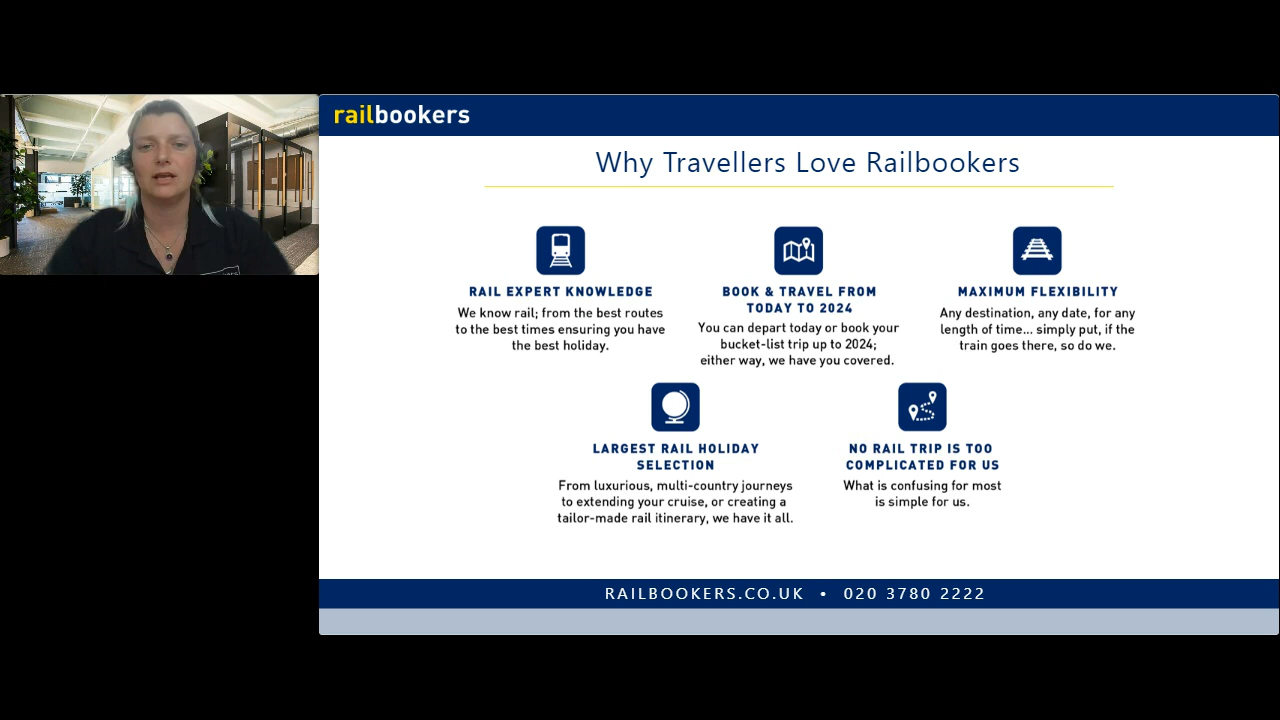 railbookers
Why Travellers Love Railbookers
RAIL EXPERT KNOWLEDGE
We know rail; from the best routes
to the best times ensuring you have
the best holiday.
BOOK & TRAVEL FROM
TODAY TO 2024
You can depart today or book your
bucket-list trip up to 2024;
either way, we have you covered.
MAXIMUM FLEXIBILITY
Any destination, any date, for any
length of time... simply put, if the
train goes there, so do we.
LARGEST RAIL HOLIDAY
SELECTION
From luxurious, multi-country journeys
to extending your cruise, or creating a
tailor-made rail itinerary, we have it all.
NO RAIL TRIP IS TOO
COMPLICATED FOR US
What is confusing for most
is simple for us.
RAILBOOKERS.CO.UK • 020 3780 2222